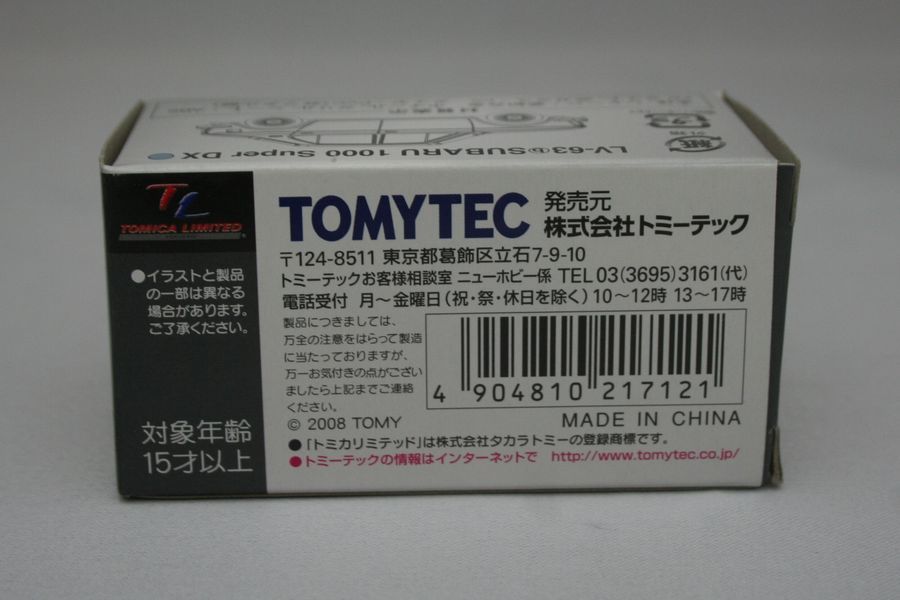 LV-63 b SUBARU 1000 Super DX
TL
TOMICA LIMITED
●イラストと製品
の一部は異なる
場合があります。
ご了承ください。
対象年齢
15才以上
TOMYTEC
発売元
株式会社トミーテック
〒124-8511 東京都葛飾区立石7-9-10
トミーテックお客様相談室 ニューホビー係 TEL 03(3695)3161(代)
電話受付 月～金曜日(祝・祭・休日を除く) 10～12時 13～17時
製品につきましては、
万全の注意をはらって製造
に当たっておりますが、
万一お気付きの点がござい
ましたら上記までご連絡
ください。
4 904810 217121
© 2008 TOMY
MADE IN CHINA
●「トミカリミテッド」は株式会社タカラトミーの登録商標です。
●トミーテックの情報はインターネットで http://www.tomytec.co.jp/